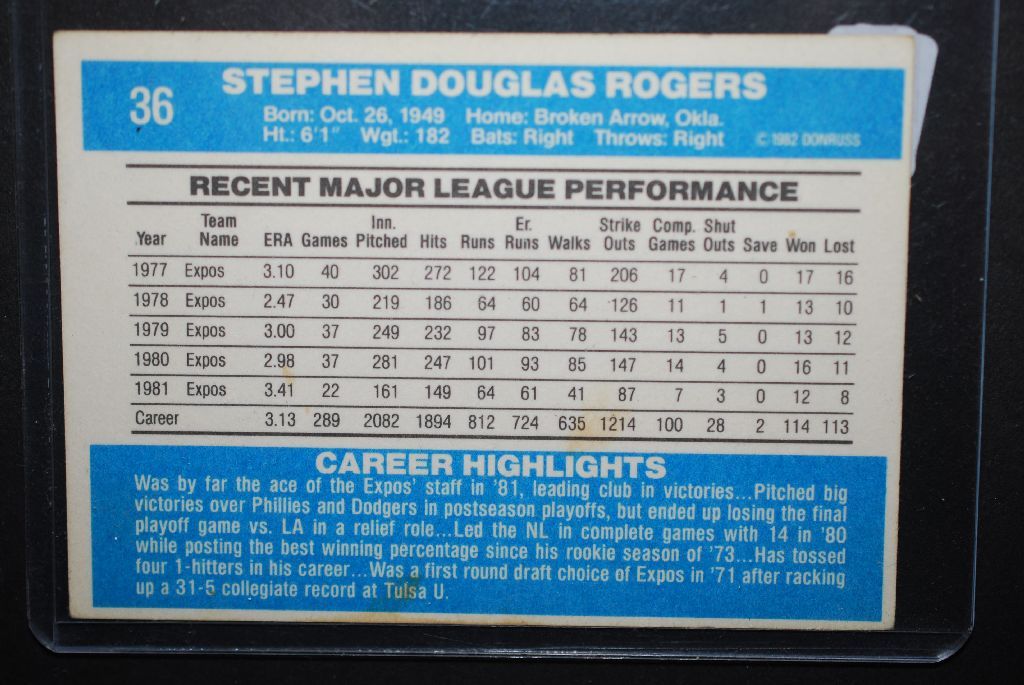 36
STEPHEN DOUGLAS ROGERS
Born: Oct. 26, 1949 Home: Broken Arrow, Okla.
Ht.: 6'1" Wgt.: 182 Bats: Right Throws: Right © 1982 DONRUSS
RECENT MAJOR LEAGUE PERFORMANCE
Year Team Name ERA Games Inn. Pitched Hits Runs Er. Runs Walks Strike Outs Comp. Games Shut Outs Save Won Lost
1977 Expos 3.10 40 302 272 122 104 81 206 17 4 0 17 16
1978 Expos 2.47 30 219 186 64 60 64 126 11 1 1 13 10
1979 Expos 3.00 37 249 232 97 83 78 143 13 5 0 13 12
1980 Expos 2.98 37 281 247 101 93 85 147 14 4 0 16 11
1981 Expos 3.41 22 161 149 64 61 41 87 7 3 0 12 8
Career 3.13 289 2082 1894 812 724 635 1214 100 28 2 114 113
CAREER HIGHLIGHTS
Was by far the ace of the Expos' staff in '81, leading club in victories...Pitched big
victories over Phillies and Dodgers in postseason playoffs, but ended up losing the final
playoff game vs. LA in a relief role...Led the NL in complete games with 14 in '80
while posting the best winning percentage since his rookie season of '73...Has tossed
four 1-hitters in his career...Was a first round draft choice of Expos in '71 after racking
up a 31-5 collegiate record at Tulsa U.